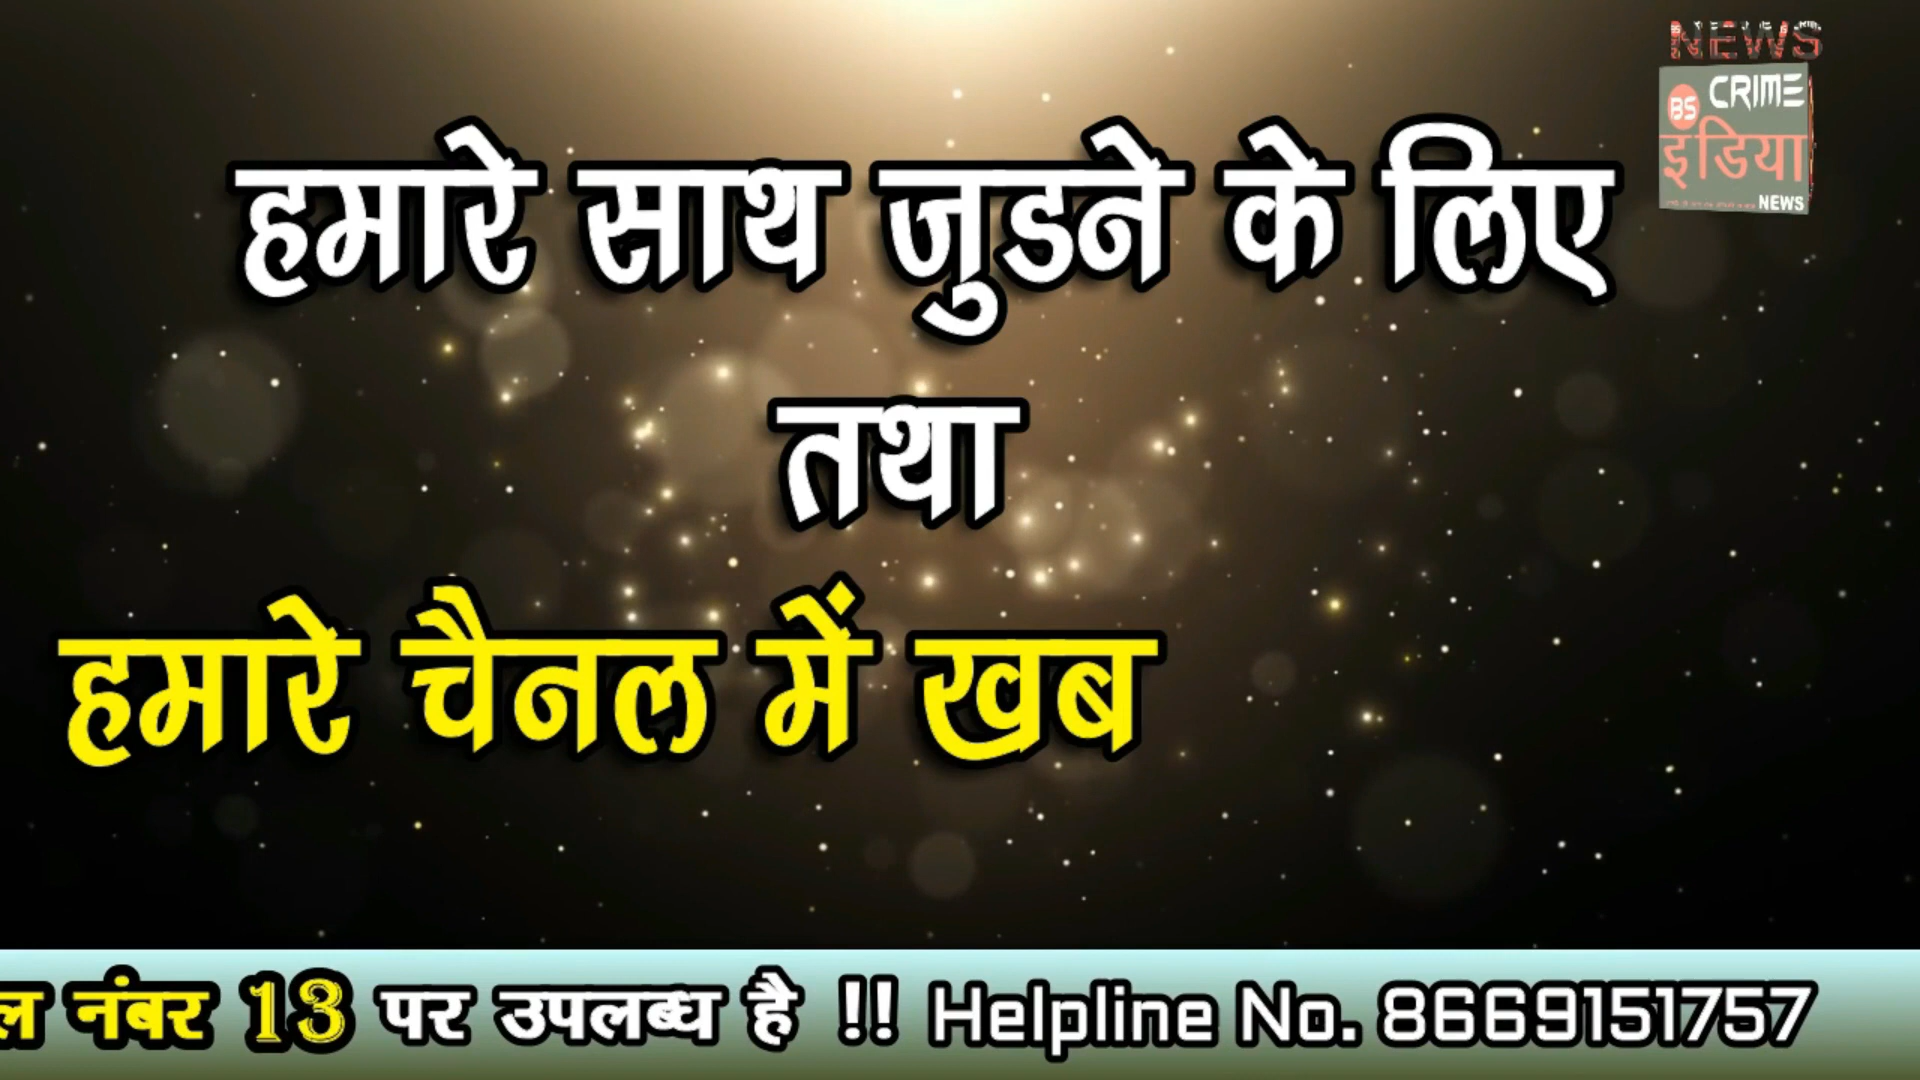 NEWS
BS CRIME
इंडिया
NEWS
हमारे साथ जुडने के लिए
तथा
हमारे चैनल में खब
ल नंबर 13 पर उपलब्ध है !! Helpline No. 8669151757